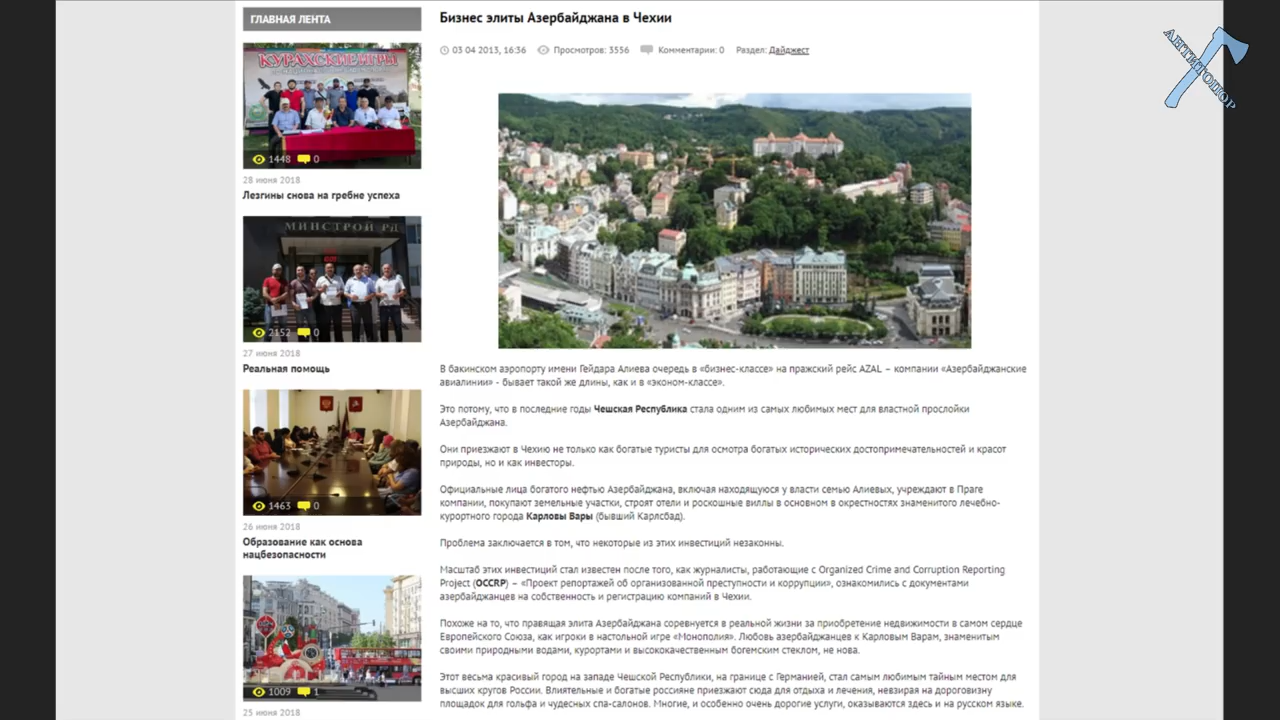 ГЛАВНАЯ ЛЕНТА
КУРАХСКИЕ ИГРЫ
1448 0
28 июня 2018
Лезгины снова на гребне успеха
МИНСТРОЙ РД
2152 0
27 июня 2018
Реальная помощь
1463 0
26 июня 2018
Образование как основа
нацбезопасности
1009 1
25 июня 2018
Бизнес элиты Азербайджана в Чехии
03 04 2013, 16:36 Просмотров: 3556 Комментарии: 0 Раздел: Дайджест
В бакинском аэропорту имени Гейдара Алиева очередь в «бизнес-классе» на пражский рейс AZAL – компании «Азербайджанские
авиалинии» - бывает такой же длины, как и в «эконом-классе».
Это потому, что в последние годы Чешская Республика стала одним из самых любимых мест для властной прослойки
Азербайджана.
Они приезжают в Чехию не только как богатые туристы для осмотра богатых исторических достопримечательностей и красот
природы, но и как инвесторы.
Официальные лица богатого нефтью Азербайджана, включая находящуюся у власти семью Алиевых, учреждают в Праге
компании, покупают земельные участки, строят отели и роскошные виллы в основном в окрестностях знаменитого лечебно-
курортного города Карловы Вары (бывший Карлсбад).
Проблема заключается в том, что некоторые из этих инвестиций незаконны.
Масштаб этих инвестиций стал известен после того, как журналисты, работающие с Organized Crime and Corruption Reporting
Project (OCCRP) – «Проект репортажей об организованной преступности и коррупции», ознакомились с документами
азербайджанцев на собственность и регистрацию компаний в Чехии.
Похоже на то, что правящая элита Азербайджана соревнуется в реальной жизни за приобретение недвижимости в самом сердце
Европейского Союза, как игроки в настольной игре «Монополия». Любовь азербайджанцев к Карловым Варам, знаменитым
своими природными водами, курортами и высококачественным богемским стеклом, не нова.
Этот весьма красивый город на западе Чешской Республики, на границе с Германией, стал самым любимым тайным местом для
высших кругов России. Влиятельные и богатые россияне приезжают сюда для отдыха и лечения, невзирая на дороговизну
площадок для гольфа и чудесных спа-салонов. Многие, и особенно очень дорогие услуги, оказываются здесь и на русском языке.
АНТИТОПОР